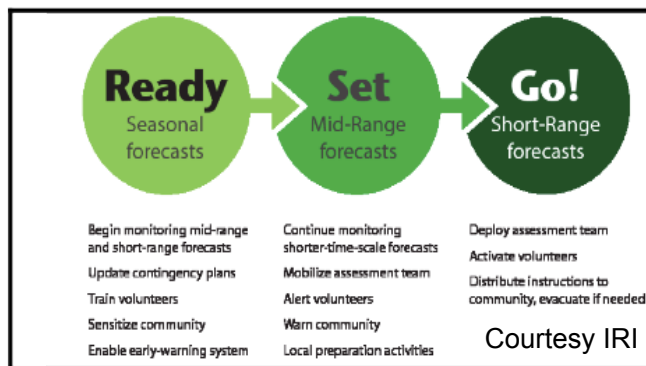 Ready
Seasonal
forecasts
Set
Mid-Range
forecasts
Go!
Short-Range
forecasts
Begin monitoring mid-range
and short-range forecasts
Update contingency plans
Train volunteers
Sensitize community
Enable early-warning system
Continue monitoring
shorter-time-scale forecasts
Mobilize assessment team
Alert volunteers
Warn community
Local preparation activities
Deploy assessment team
Activate volunteers
Distribute instructions to
community, evacuate if needed
Courtesy IRI